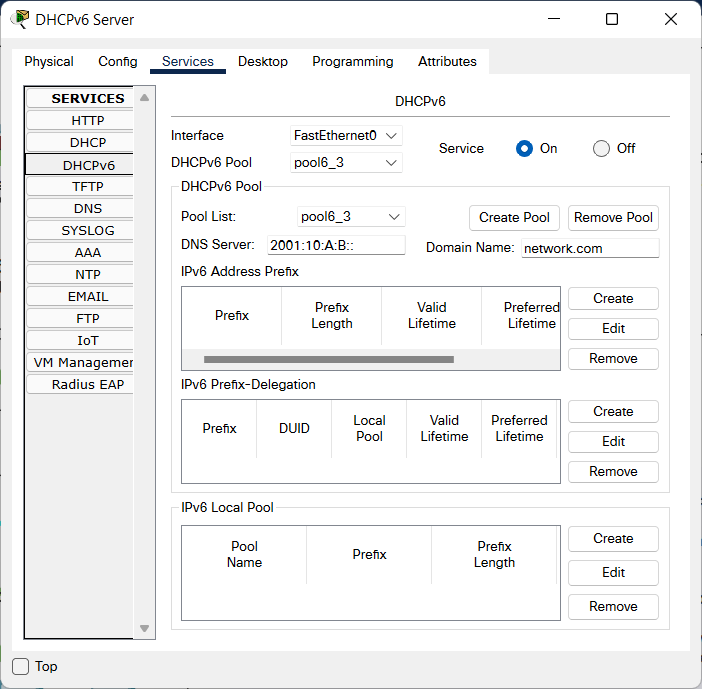 DHCPv6 Server
Physical Config Services Desktop Programming Attributes
SERVICES
HTTP
DHCP
DHCPv6
TFTP
DNS
SYSLOG
AAA
NTP
EMAIL
FTP
IoT
VM Managemer
Radius EAP
DHCPv6
Interface FastEthernet0
Service On Off
DHCPv6 Pool pool6_3
DHCPv6 Pool
Pool List: pool6_3 Create Pool Remove Pool
DNS Server: 2001:10:A:B:: Domain Name: network.com
IPv6 Address Prefix
Prefix
Prefix
Length
Valid
Lifetime
Preferred
Lifetime
Create
Edit
Remove
IPv6 Prefix-Delegation
Prefix
DUID
Local
Pool
Valid
Lifetime
Preferred
Lifetime
Create
Edit
Remove
IPv6 Local Pool
Pool
Name
Prefix
Prefix
Length
Create
Edit
Remove
Top